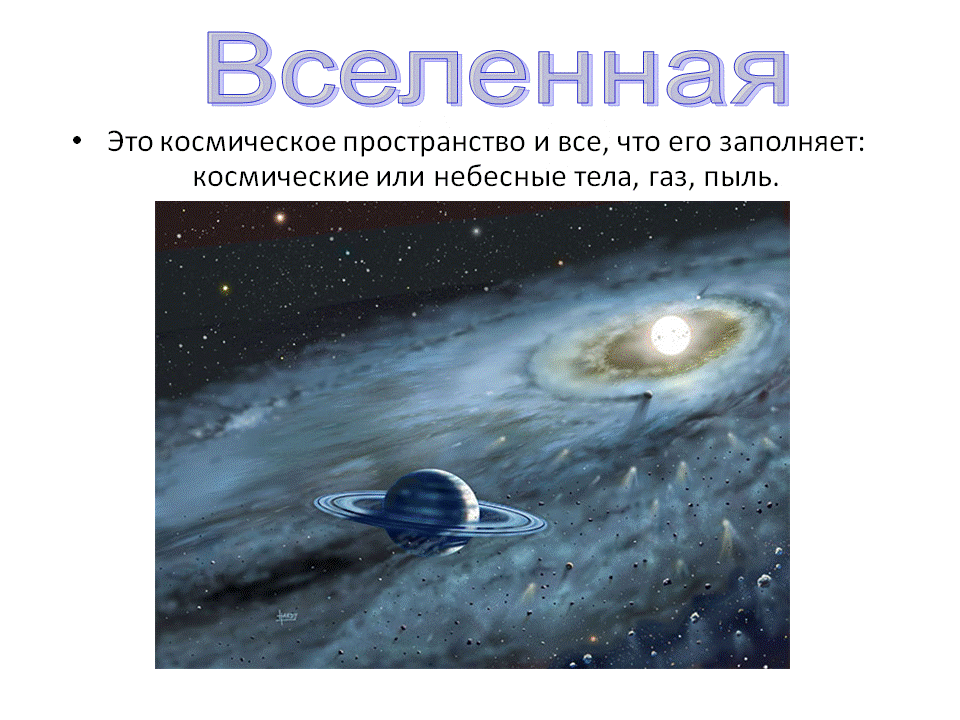 Вселенная
• Это космическое пространство и все, что его заполняет:
космические или небесные тела, газ, пыль.